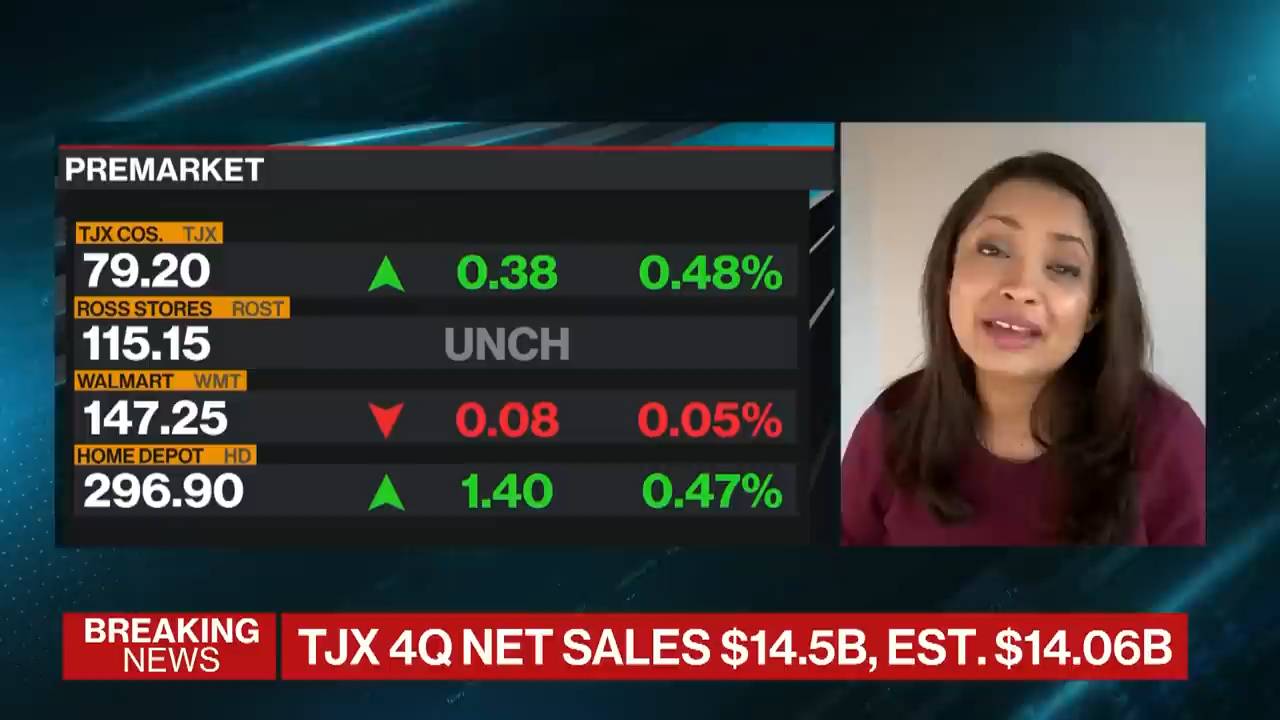 PREMARKET
TJX COS. TJX
79.20 0.38 0.48%
ROSS STORES ROST
115.15 UNCH
WALMART WMT
147.25 0.08 0.05%
HOME DEPOT HD
296.90 1.40 0.47%
BREAKING
NEWS
TJX 4Q NET SALES $14.5B, EST. $14.06B